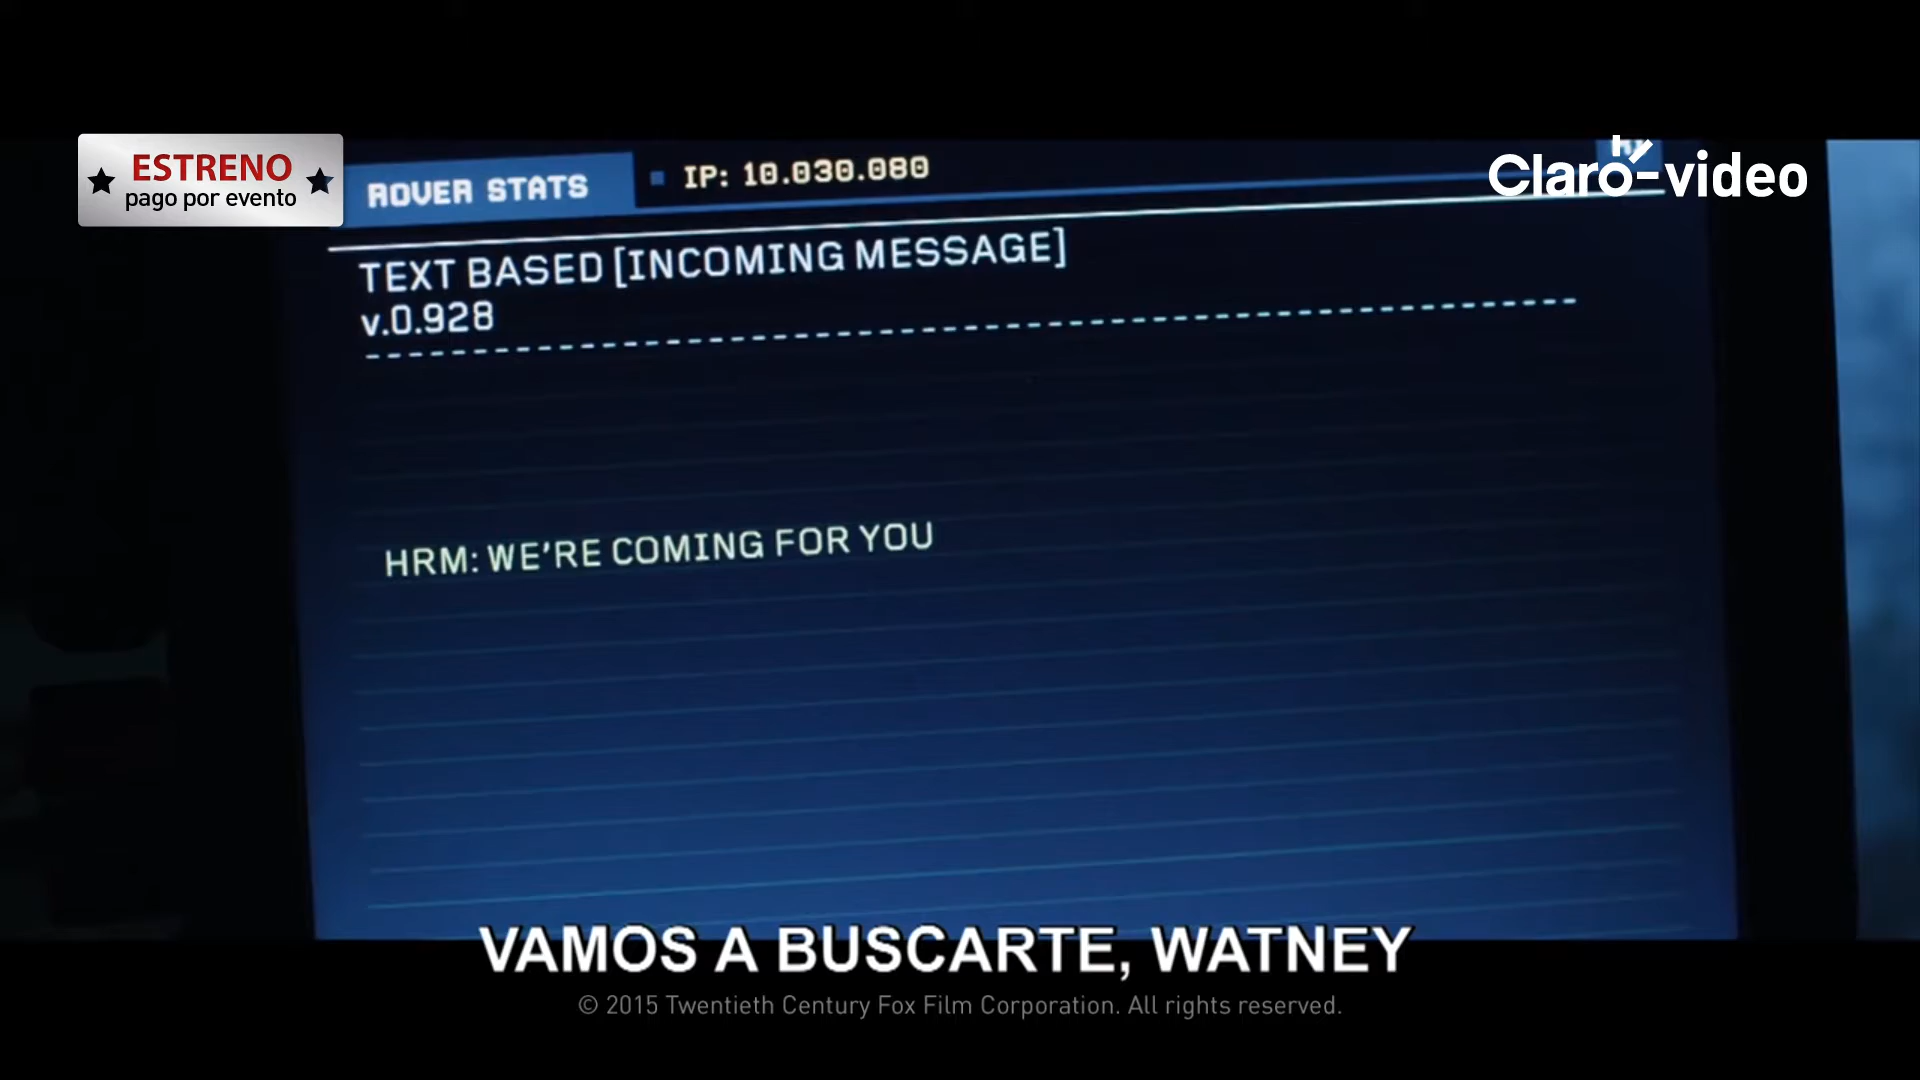 ESTRENO
pago por evento
ROVER STATS
IP: 10.030.080
Claro-video
TEXT BASED [INCOMING MESSAGE]
v.0.928
HRM: WE'RE COMING FOR YOU
VAMOS A BUSCARTE, WATNEY
© 2015 Twentieth Century Fox Film Corporation. All rights reserved.